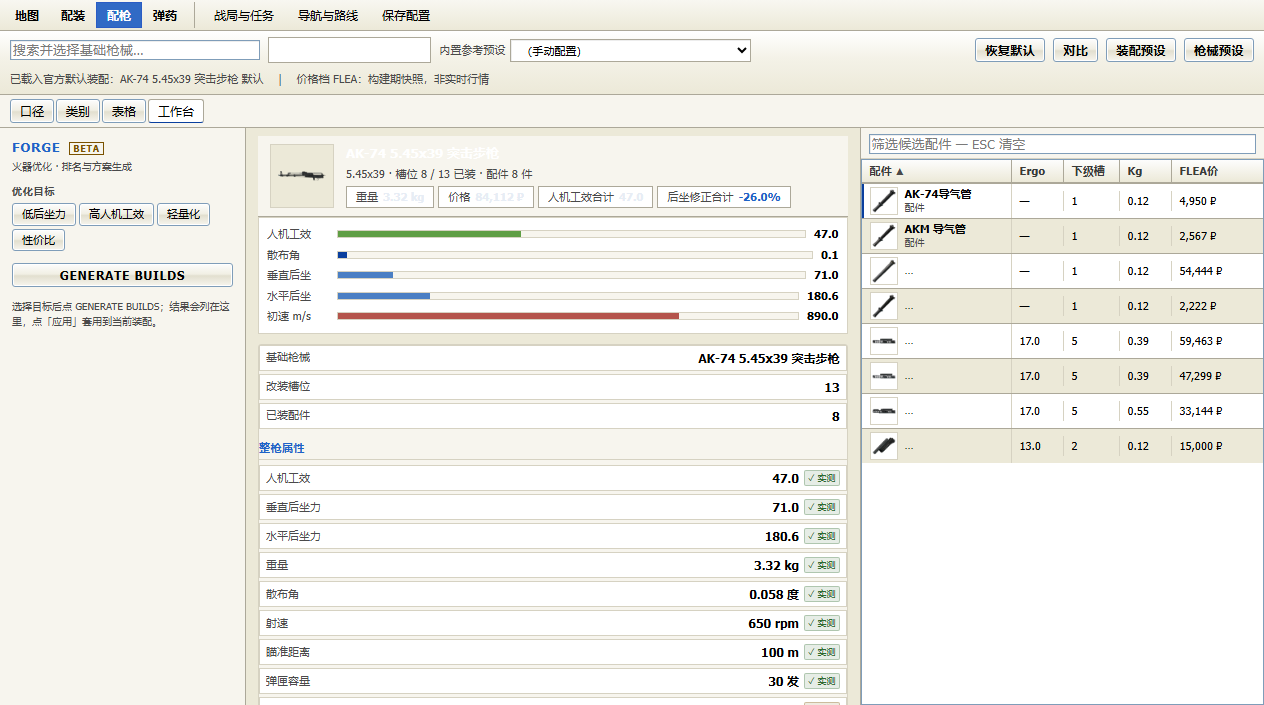 地图 配装 配枪 弹药 战局与任务 导航与路线 保存配置
搜索并选择基础枪械... 内置参考预设 （手动配置） 恢复默认 对比 装配预设 枪械预设
已载入官方默认装配：AK-74 5.45x39 突击步枪 默认 | 价格档 FLEA：构建期快照，非实时行情
口径 类别 表格 工作台
FORGE BETA
火器优化 · 排名与方案生成
优化目标
低后坐力 高人机工效 轻量化
性价比
GENERATE BUILDS
选择目标后点 GENERATE BUILDS；结果会列在这
里，点「应用」套用到当前装配。
AK-74 5.45x39 突击步枪
5.45x39 · 槽位 8 / 13 已装 · 配件 8 件
重量 3.32 kg 价格 84,112 ₽ 人机工效合计 47.0 后坐修正合计 -26.0%
人机工效 47.0
散布角 0.1
垂直后坐 71.0
水平后坐 180.6
初速 m/s 890.0
基础枪械 AK-74 5.45x39 突击步枪
改装槽位 13
已装配件 8
整枪属性
人机工效 47.0 ✓ 实测
垂直后坐力 71.0 ✓ 实测
水平后坐力 180.6 ✓ 实测
重量 3.32 kg ✓ 实测
散布角 0.058 度 ✓ 实测
射速 650 rpm ✓ 实测
瞄准距离 100 m ✓ 实测
弹匣容量 30 发 ✓ 实测
筛选候选配件 — ESC 清空
配件 ▲ Ergo 下级槽 Kg FLEA价
AK-74导气管
配件 — 1 0.12 4,950 ₽
AKM 导气管
配件 — 1 0.12 2,567 ₽
... — 1 0.12 54,444 ₽
... — 1 0.12 2,222 ₽
... 17.0 5 0.39 59,463 ₽
... 17.0 5 0.39 47,299 ₽
... 17.0 5 0.55 33,144 ₽
... 13.0 2 0.12 15,000 ₽